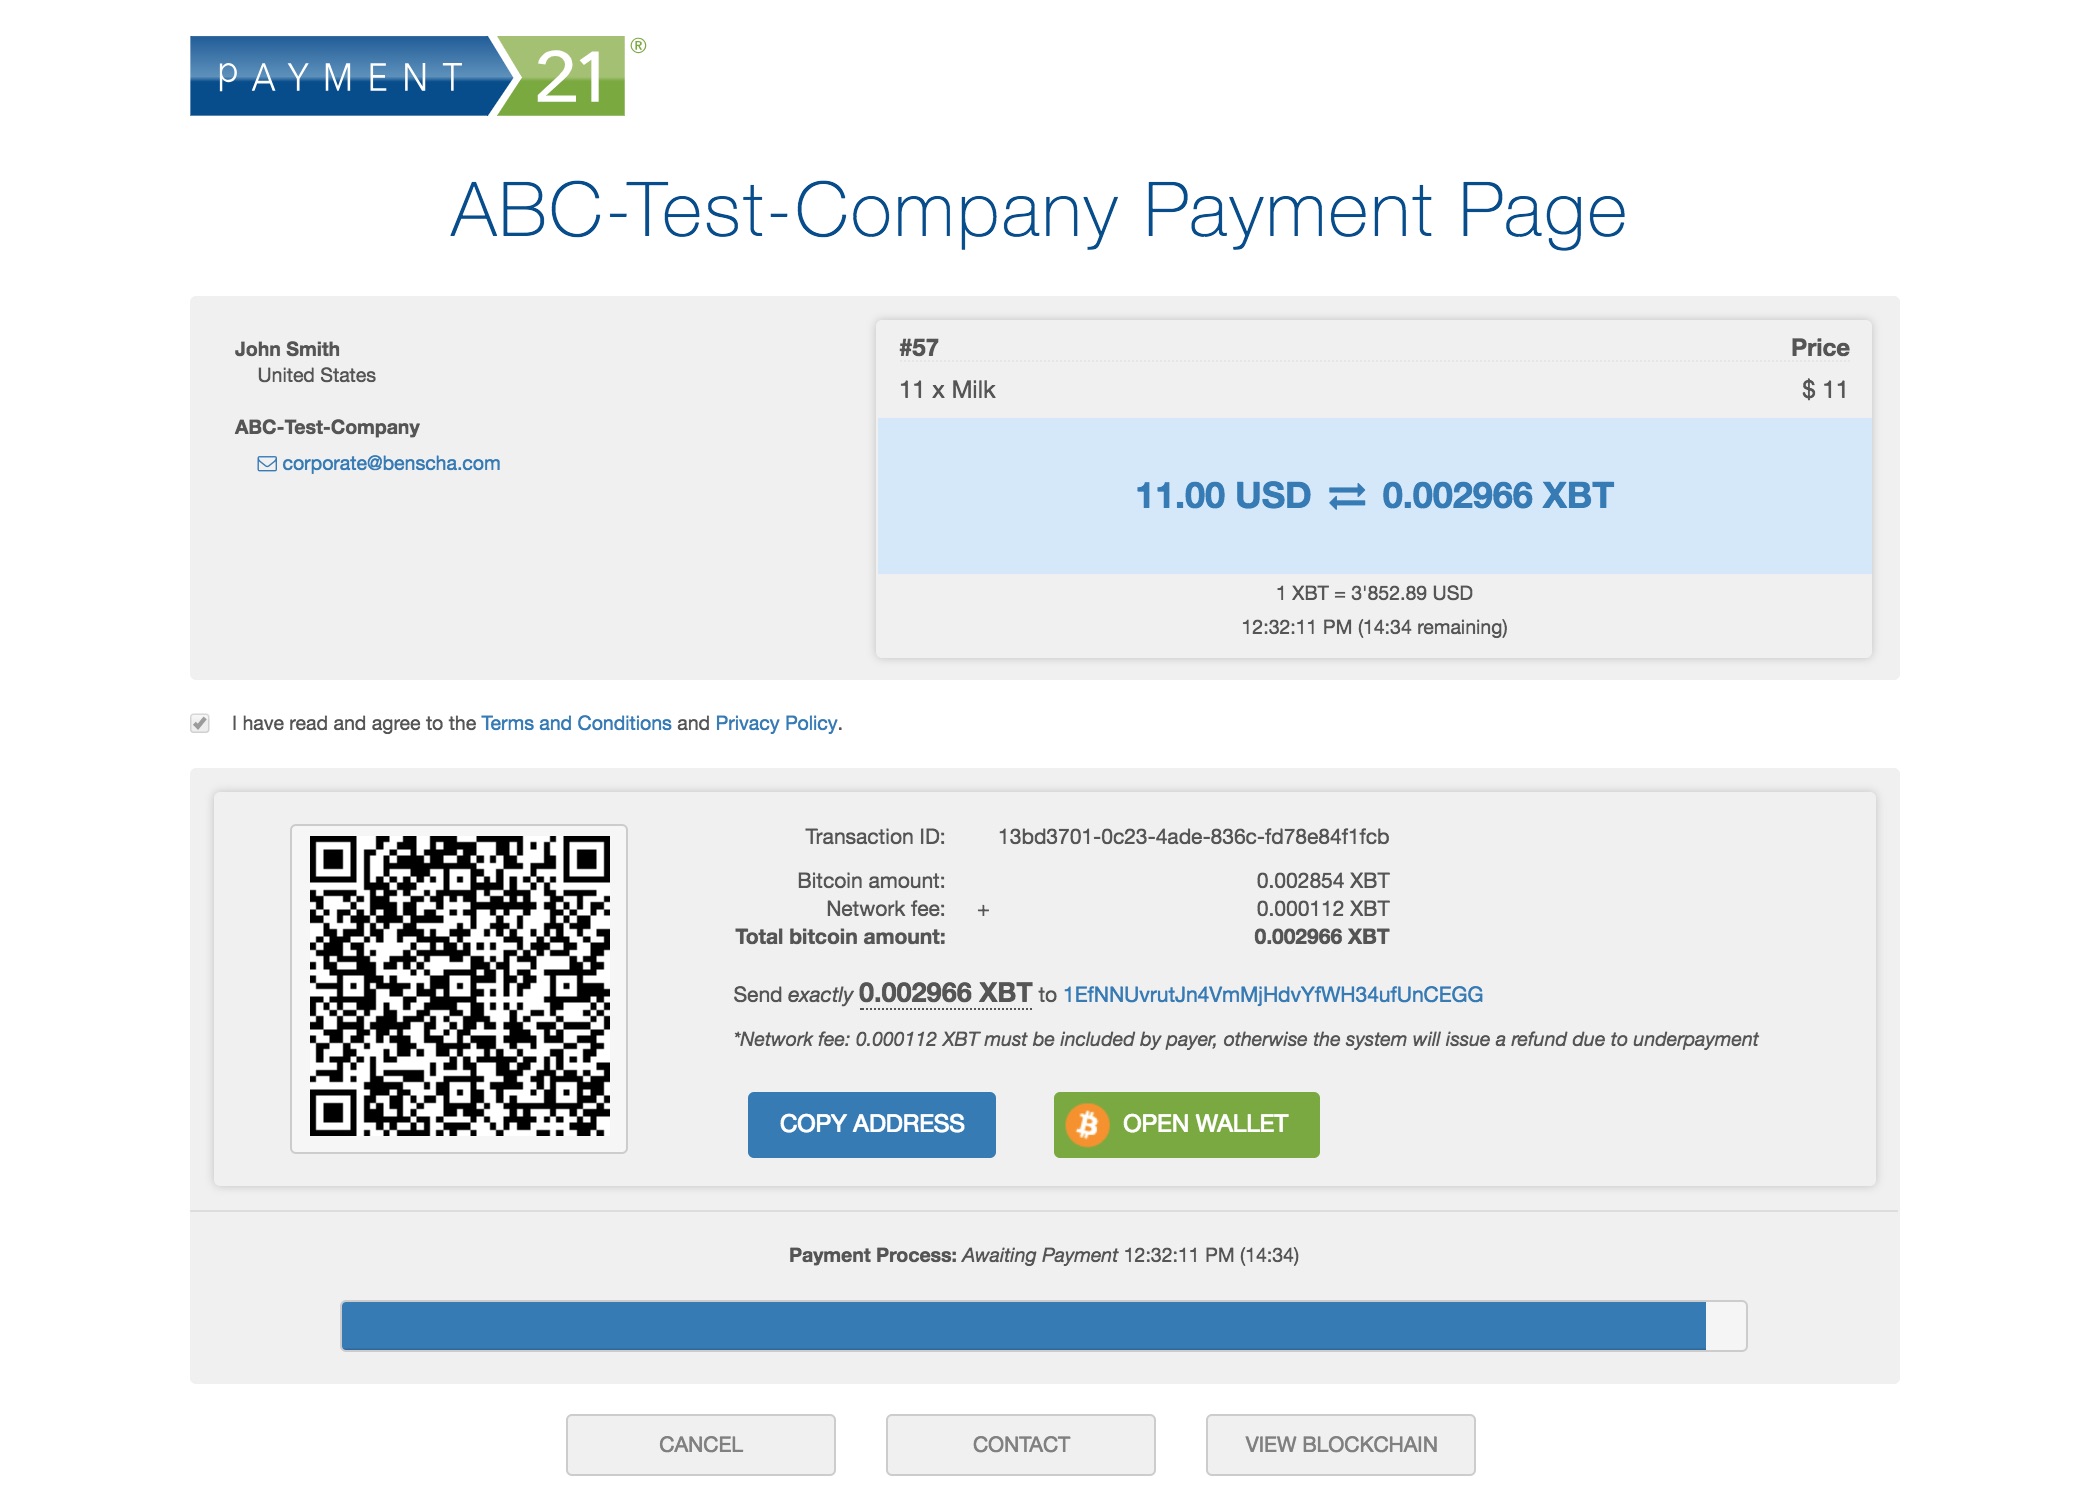 PAYMENT 21®
ABC-Test-Company Payment Page
John Smith
United States
ABC-Test-Company
corporate@benscha.com
#57 Price
11 x Milk $ 11
11.00 USD ⇄ 0.002966 XBT
1 XBT = 3'852.89 USD
12:32:11 PM (14:34 remaining)
I have read and agree to the Terms and Conditions and Privacy Policy.
Transaction ID: 13bd3701-0c23-4ade-836c-fd78e84f1fcb
Bitcoin amount: 0.002854 XBT
Network fee: + 0.000112 XBT
Total bitcoin amount: 0.002966 XBT
Send exactly 0.002966 XBT to 1EfNNUvrutJn4VmMjHdvYfWH34ufUnCEGG
*Network fee: 0.000112 XBT must be included by payer, otherwise the system will issue a refund due to underpayment
COPY ADDRESS OPEN WALLET
Payment Process: Awaiting Payment 12:32:11 PM (14:34)
CANCEL CONTACT VIEW BLOCKCHAIN